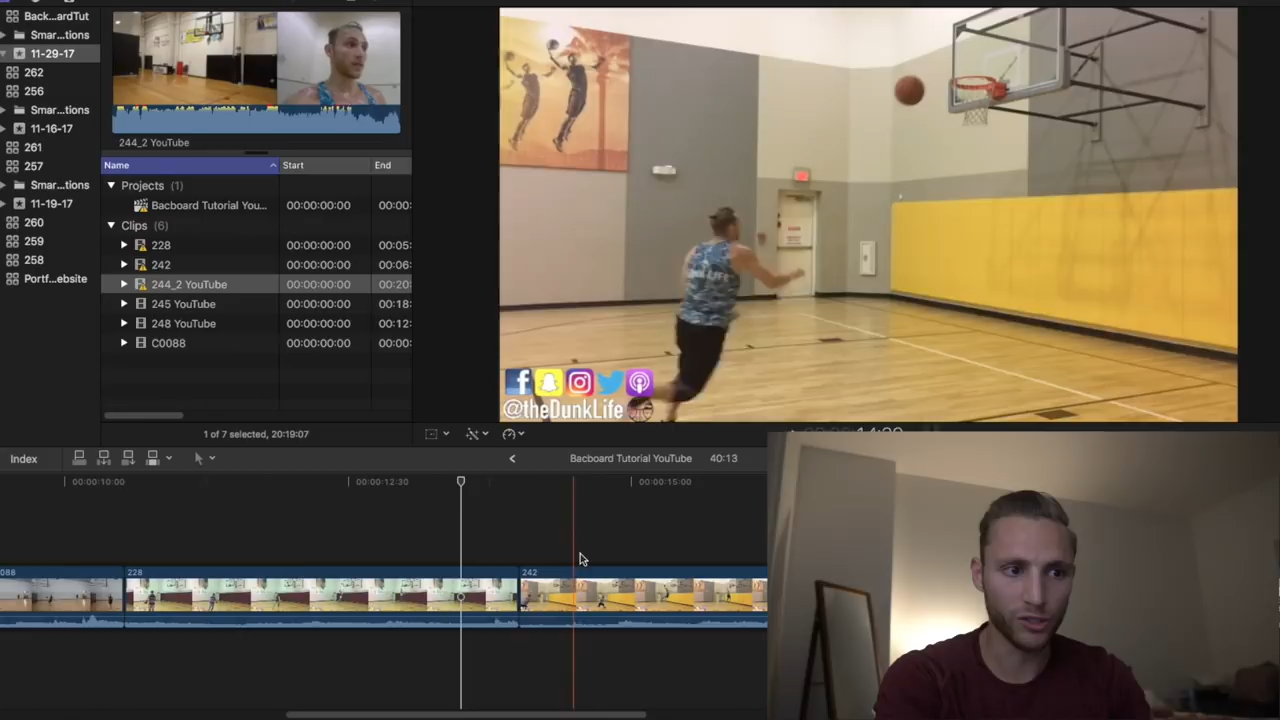 Back...ardTut
Smar...tions
11-29-17
262
256
Smar...tions
11-16-17
261
257
Smar...tions
11-19-17
260
259
258
Portf...ebsite
244_2 YouTube
Name Start End
Projects (1)
Bacboard Tutorial You... 00:00:00:00 00:00:
Clips (6)
228 00:00:00:00 00:05:
242 00:00:00:00 00:06:
244_2 YouTube 00:00:00:00 00:20:
245 YouTube 00:00:00:00 00:18:
248 YouTube 00:00:00:00 00:12:
C0088 00:00:00:00 00:00:
1 of 7 selected, 20:19:07
@theDunkLife
Index
Bacboard Tutorial YouTube 40:13
00:00:10:00 00:00:12:30 00:00:15:00
088 228 242